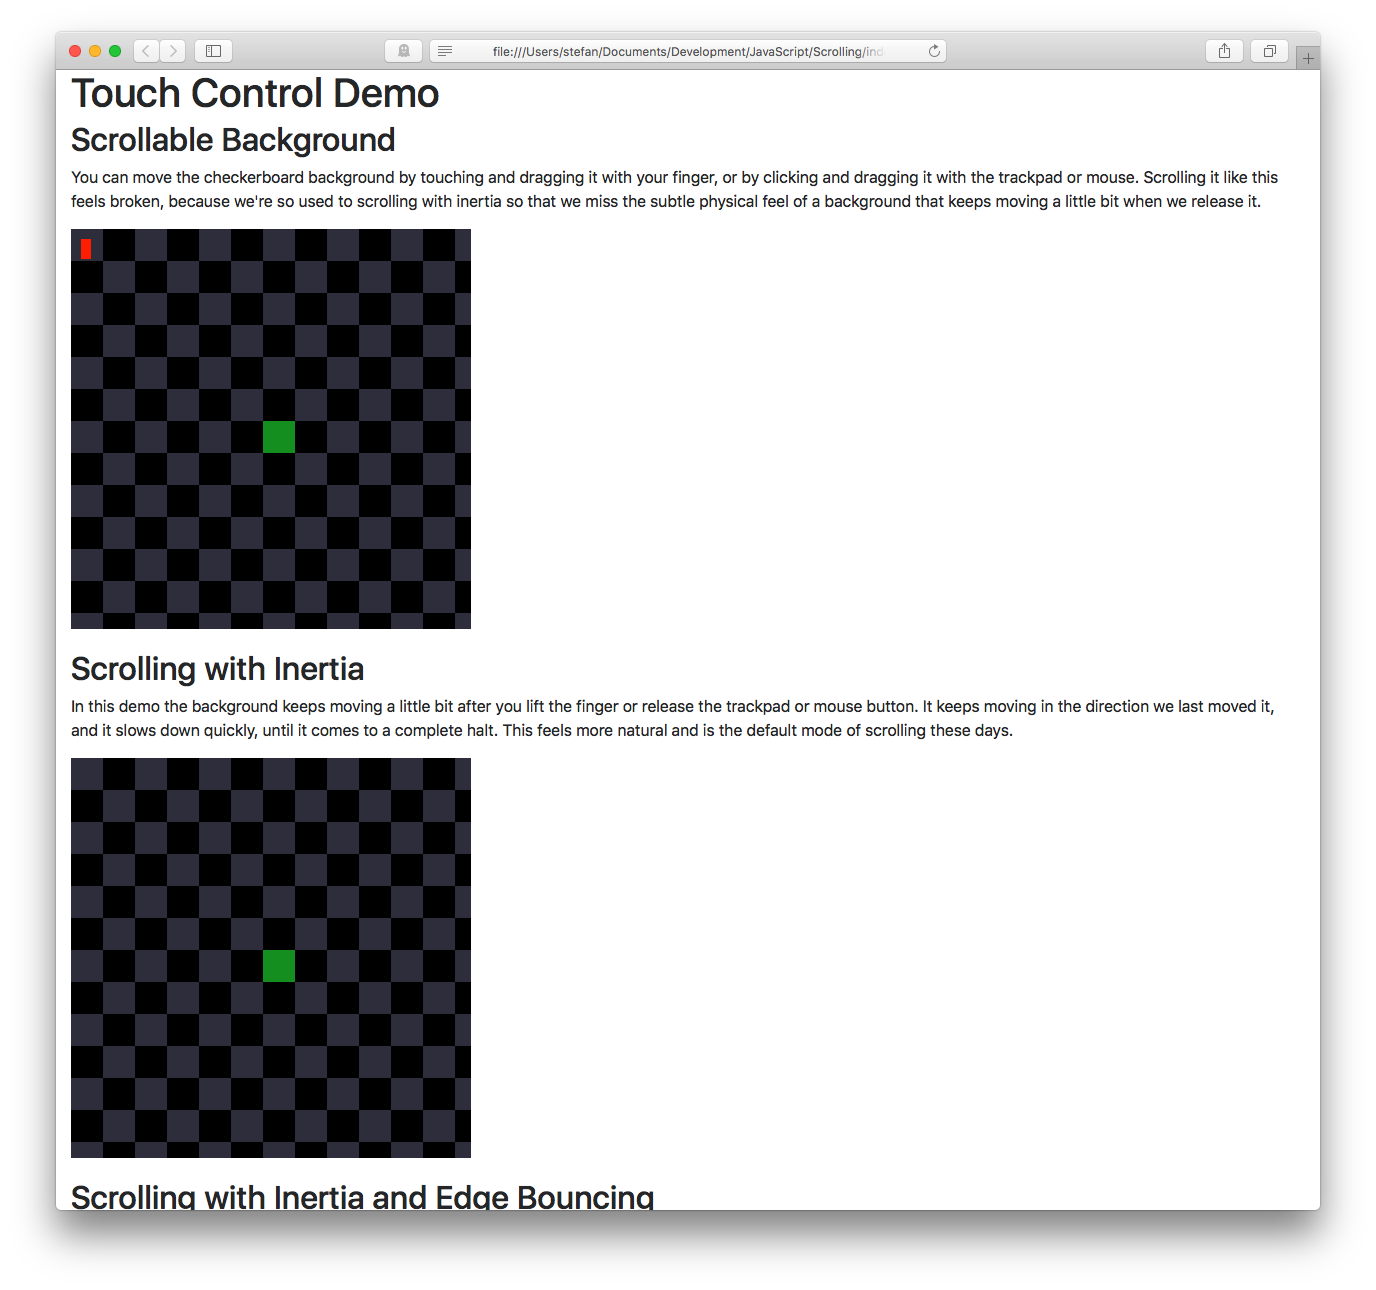 file:///Users/stefan/Documents/Development/JavaScript/Scrolling/ind
Touch Control Demo
Scrollable Background
You can move the checkerboard background by touching and dragging it with your finger, or by clicking and dragging it with the trackpad or mouse. Scrolling it like this
feels broken, because we're so used to scrolling with inertia so that we miss the subtle physical feel of a background that keeps moving a little bit when we release it.
Scrolling with Inertia
In this demo the background keeps moving a little bit after you lift the finger or release the trackpad or mouse button. It keeps moving in the direction we last moved it,
and it slows down quickly, until it comes to a complete halt. This feels more natural and is the default mode of scrolling these days.
Scrolling with Inertia and Edge Bouncing